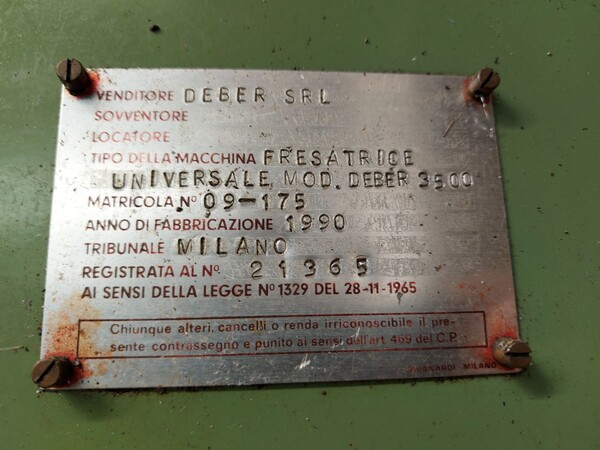 VENDITORE DEBER SRL
SOVVENTORE
LOCATORE
TIPO DELLA MACCHINA FRESATRICE
UNIVERSALE MOD. DEBER 3500
MATRICOLA N° 09-175
ANNO DI FABBRICAZIONE 1990
TRIBUNALE MILANO
REGISTRATA AL N° 21365
AI SENSI DELLA LEGGE N° 1329 DEL 28-11-1965
Chiunque alteri, cancelli o renda irriconoscibile il pre-
sente contrassegno e punito ai sensi dell'art. 469 del C.P.
MILANO